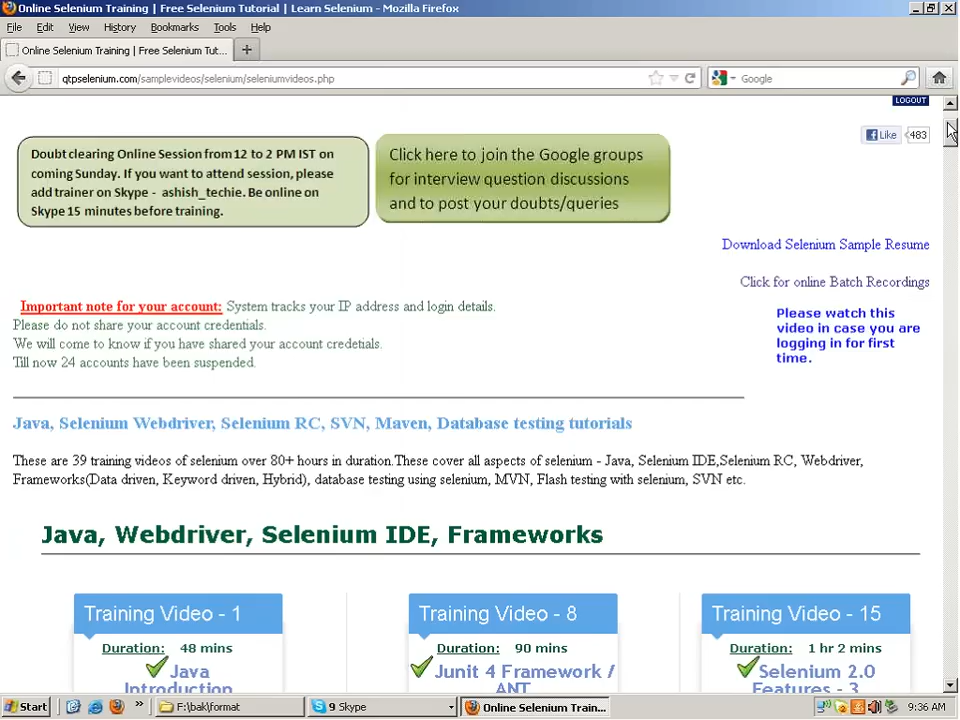 Online Selenium Training | Free Selenium Tutorial | Learn Selenium - Mozilla Firefox
File Edit View History Bookmarks Tools Help
Online Selenium Training | Free Selenium Tut... +
qtpselenium.com/samplevideos/selenium/seleniumvideos.php
Google
LOGOUT
Like 483
Doubt clearing Online Session from 12 to 2 PM IST on
coming Sunday. If you want to attend session, please
add trainer on Skype - ashish_techie. Be online on
Skype 15 minutes before training.
Click here to join the Google groups
for interview question discussions
and to post your doubts/queries
Download Selenium Sample Resume
Click for online Batch Recordings
Please watch this
video in case you are
logging in for first
time.
Important note for your account: System tracks your IP address and login details.
Please do not share your account credentials.
We will come to know if you have shared your account credetials.
Till now 24 accounts have been suspended.
Java, Selenium Webdriver, Selenium RC, SVN, Maven, Database testing tutorials
These are 39 training videos of selenium over 80+ hours in duration.These cover all aspects of selenium - Java, Selenium IDE,Selenium RC, Webdriver,
Frameworks(Data driven, Keyword driven, Hybrid), database testing using selenium, MVN, Flash testing with selenium, SVN etc.
Java, Webdriver, Selenium IDE, Frameworks
Training Video - 1
Duration: 48 mins
Java
Introduction
Training Video - 8
Duration: 90 mins
Junit 4 Framework /
ANT
Training Video - 15
Duration: 1 hr 2 mins
Selenium 2.0
Features - 3
Start » F:\bak\format 9 Skype Online Selenium Train... 9:36 AM